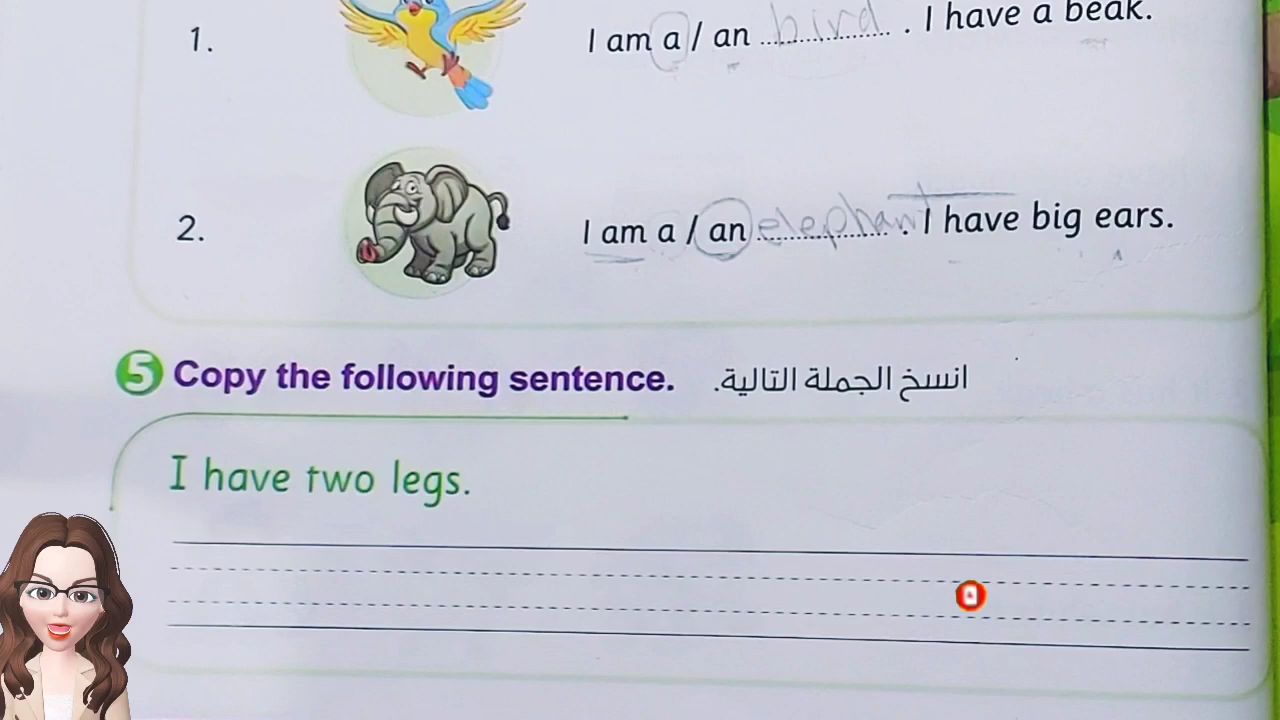 1. I am a / an bird . I have a beak.
2. I am a / an elephant . I have big ears.
5 Copy the following sentence. انسخ الجملة التالية.
I have two legs.